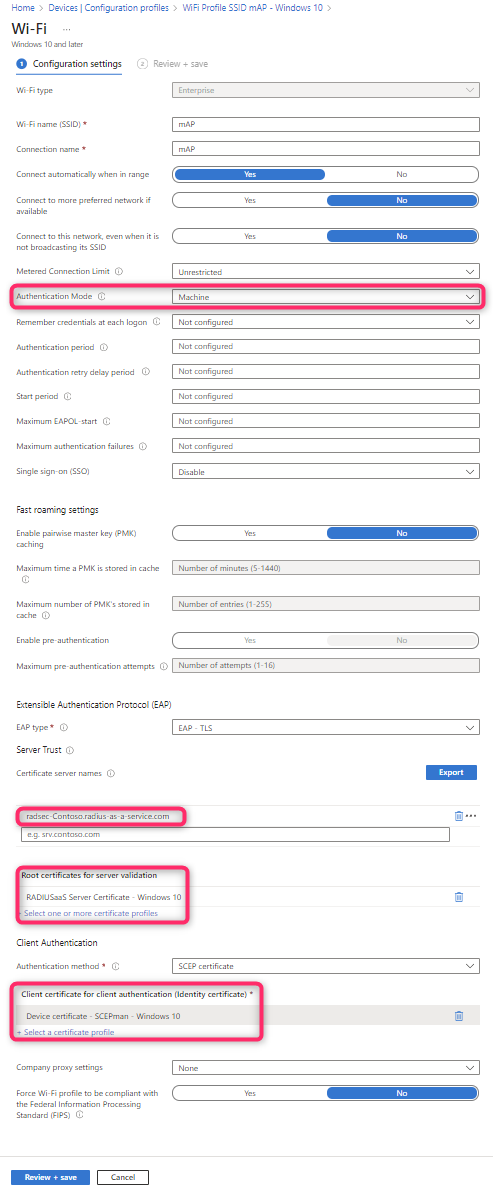 Home > Devices | Configuration profiles > WiFi Profile SSID mAP - Windows 10 >
Wi-Fi ...
Windows 10 and later
1 Configuration settings 2 Review + save
Wi-Fi type Enterprise
Wi-Fi name (SSID) * mAP
Connection name * mAP
Connect automatically when in range Yes No
Connect to more preferred network if
available
Yes No
Connect to this network, even when it is
not broadcasting its SSID
Yes No
Metered Connection Limit Unrestricted
Authentication Mode Machine
Remember credentials at each logon Not configured
Authentication period Not configured
Authentication retry delay period Not configured
Start period Not configured
Maximum EAPOL-start Not configured
Maximum authentication failures Not configured
Single sign-on (SSO) Disable
Fast roaming settings
Enable pairwise master key (PMK)
caching
Yes No
Maximum time a PMK is stored in cache
Number of minutes (5-1440)
Maximum number of PMK's stored in
cache
Number of entries (1-255)
Enable pre-authentication Yes No
Maximum pre-authentication attempts Number of attempts (1-16)
Extensible Authentication Protocol (EAP)
EAP type * EAP - TLS
Server Trust
Certificate server names Export
radsec-Contoso.radius-as-a-service.com ...
e.g. srv.contoso.com
Root certificates for server validation
RADIUSaaS Server Certificate - Windows 10
+ Select one or more certificate profiles
Client Authentication
Authentication method * SCEP certificate
Client certificate for client authentication (Identity certificate) *
Device certificate - SCEPman - Windows 10
+ Select a certificate profile
Company proxy settings None
Force Wi-Fi profile to be compliant with
the Federal Information Processing
Standard (FIPS)
Yes No
Review + save Cancel